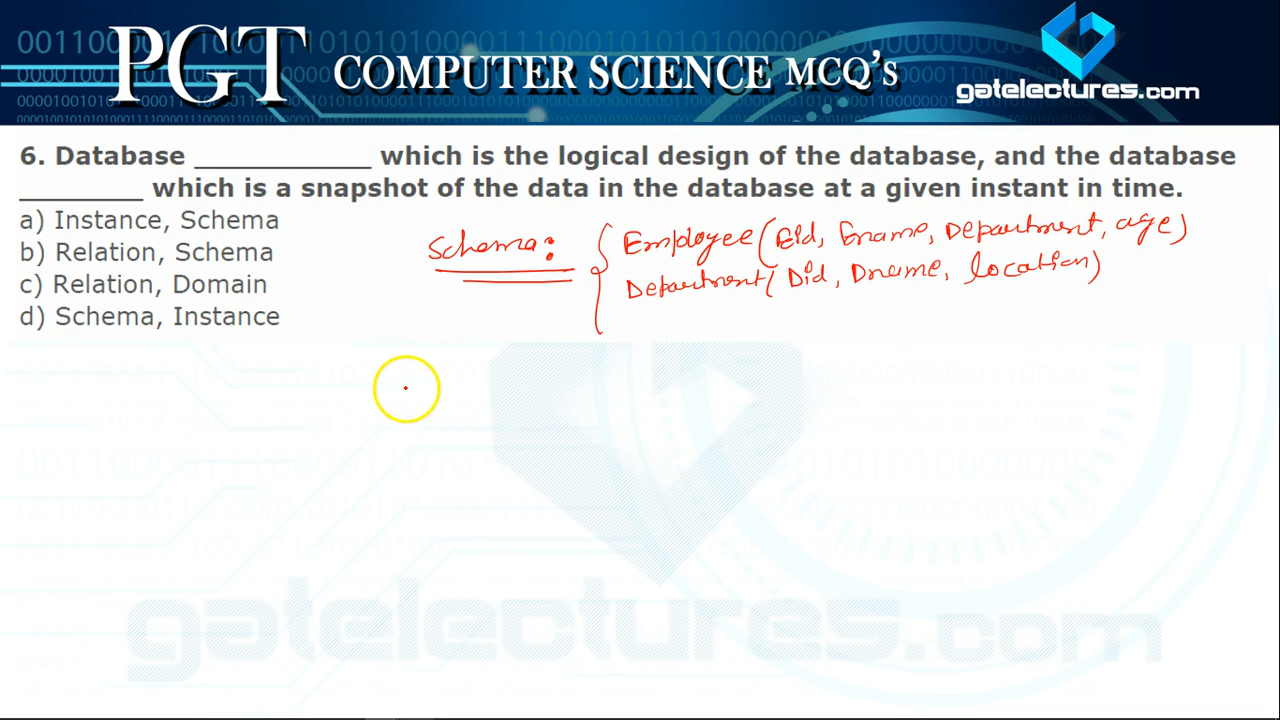 PGT COMPUTER SCIENCE MCQ's
gatelectures.com
6. Database ____________ which is the logical design of the database, and the database
________ which is a snapshot of the data in the database at a given instant in time.
a) Instance, Schema
b) Relation, Schema
c) Relation, Domain
d) Schema, Instance
Schema: { Employee(Eid, Ename, Department, age)
Department(Did, Dname, location)
gatelectures.com